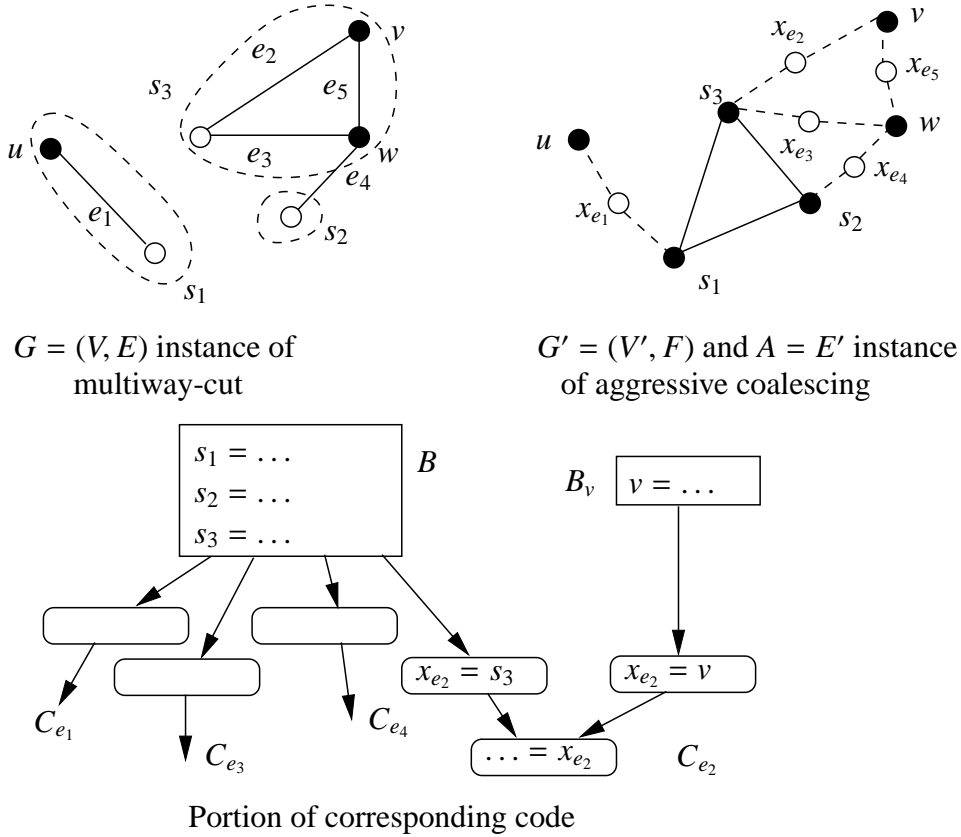 v
e₂
s₃
e₅
u
e₃
w
e₄
e₁
s₂
s₁
v
xₑ₂
xₑ₅
s₃
w
u
xₑ₃
xₑ₄
xₑ₁
s₂
s₁
G = (V, E) instance of
multiway-cut
G′ = (V′, F) and A = E′ instance
of aggressive coalescing
s₁ = . . .
B
s₂ = . . .
s₃ = . . .
Bᵥ
v = . . .
xₑ₂ = s₃
xₑ₂ = v
Cₑ₁
Cₑ₃
Cₑ₄
. . . = xₑ₂
Cₑ₂
Portion of corresponding code